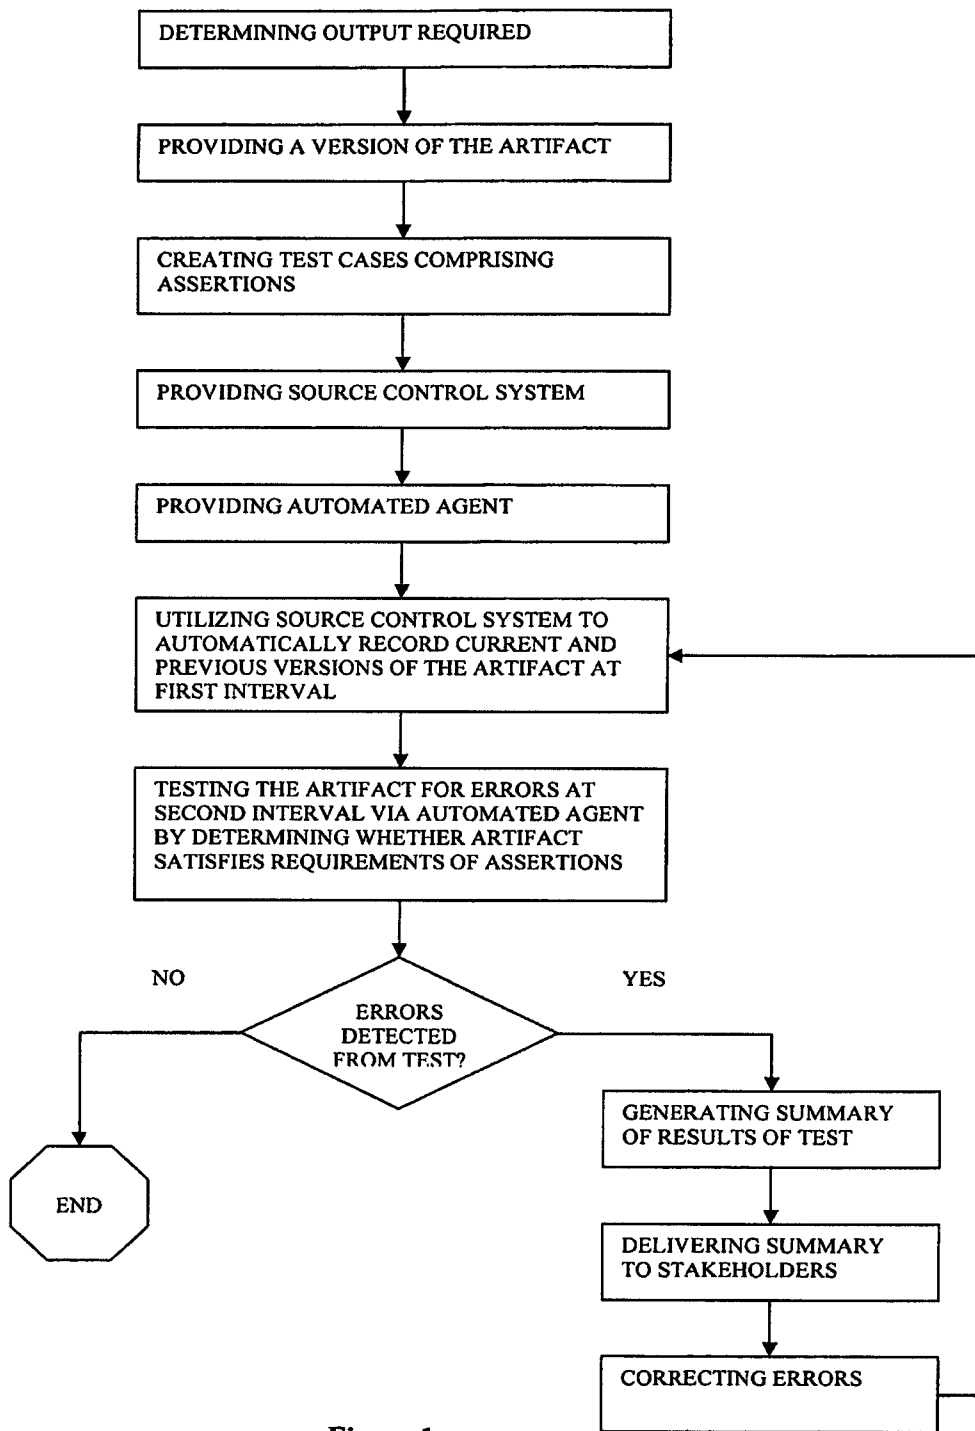 DETERMINING OUTPUT REQUIRED
PROVIDING A VERSION OF THE ARTIFACT
CREATING TEST CASES COMPRISING
ASSERTIONS
PROVIDING SOURCE CONTROL SYSTEM
PROVIDING AUTOMATED AGENT
UTILIZING SOURCE CONTROL SYSTEM TO
AUTOMATICALLY RECORD CURRENT AND
PREVIOUS VERSIONS OF THE ARTIFACT AT
FIRST INTERVAL
TESTING THE ARTIFACT FOR ERRORS AT
SECOND INTERVAL VIA AUTOMATED AGENT
BY DETERMINING WHETHER ARTIFACT
SATISFIES REQUIREMENTS OF ASSERTIONS
NO
YES
ERRORS
DETECTED
FROM TEST?
GENERATING SUMMARY
OF RESULTS OF TEST
END
DELIVERING SUMMARY
TO STAKEHOLDERS
CORRECTING ERRORS
Figure 1